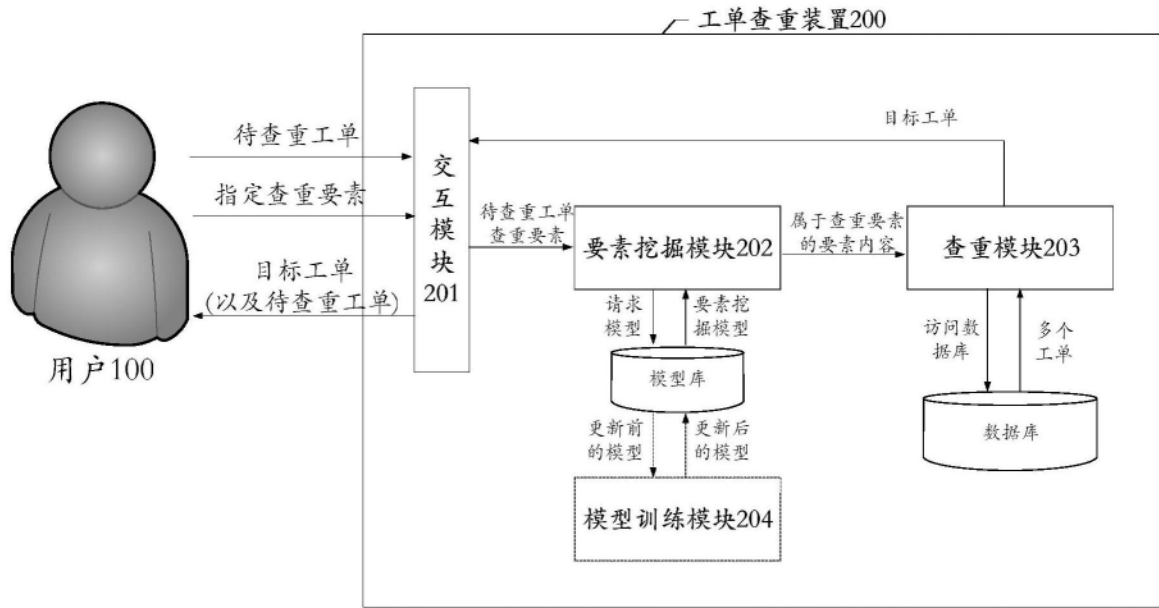 工单查重装置200
待查重工单
指定查重要素
目标工单
(以及待查重工单)
用户100
交
互
模
块
201
目标工单
待查重工单
查重要素
要素挖掘模块202
属于查重要素
的要素内容
查重模块203
请求
模型
要素挖
掘模型
模型库
更新前
的模型
更新后
的模型
模型训练模块204
访问数
据库
多个
工单
数据库